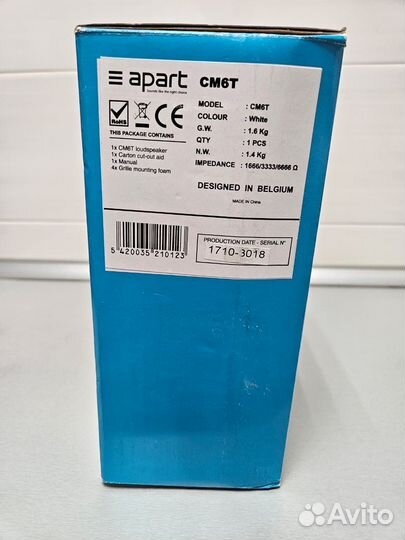 apart CM6T
Sounds like the right choice
RoHS
CE
THIS PACKAGE CONTAINS
1x CM6T loudspeaker
1x Carton cut-out aid
1x Manual
4x Grille mounting foam
MODEL : CM6T
COLOUR : White
G.W. : 1.6 Kg
QTY : 1 PCS
N.W. : 1.4 Kg
IMPEDANCE : 1666/3333/6666 Ω
DESIGNED IN BELGIUM
MADE IN China
5 420035 210123
PRODUCTION DATE - SERIAL N°
1710-3018
Avito